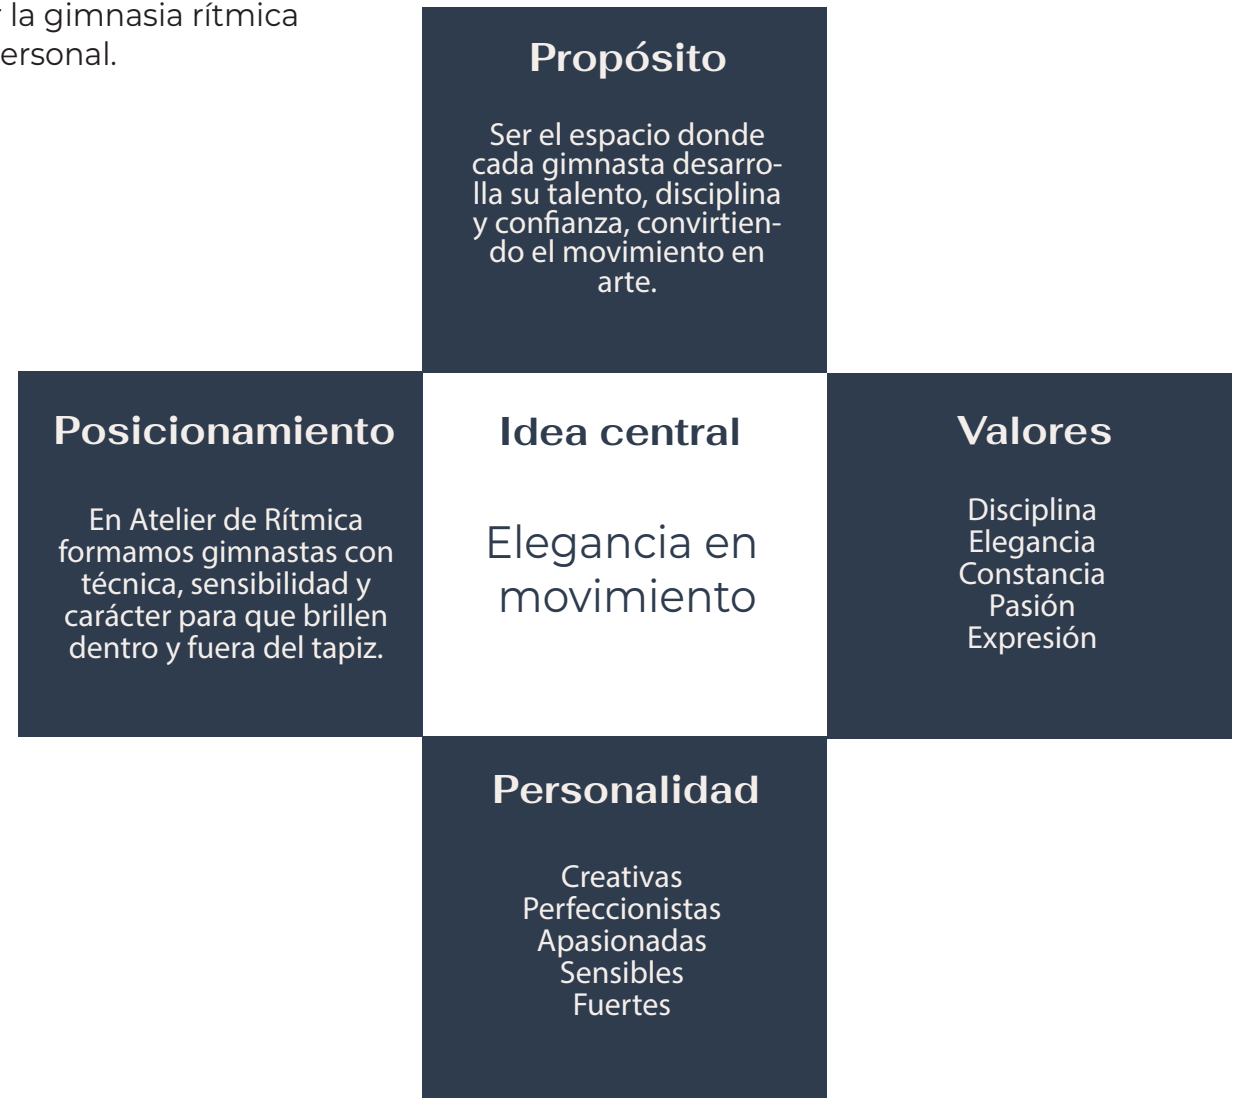 la gimnasia rítmica
ersonal.
Propósito
Ser el espacio donde
cada gimnasta desarro-
lla su talento, disciplina
y confianza, convirtien-
do el movimiento en
arte.
Posicionamiento
En Atelier de Rítmica
formamos gimnastas con
técnica, sensibilidad y
carácter para que brillen
dentro y fuera del tapiz.
Idea central
Elegancia en
movimiento
Valores
Disciplina
Elegancia
Constancia
Pasión
Expresión
Personalidad
Creativas
Perfeccionistas
Apasionadas
Sensibles
Fuertes